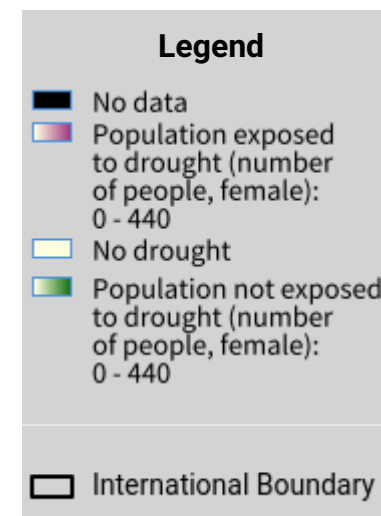 Legend
No data
Population exposed
to drought (number
of people, female):
0 - 440
No drought
Population not exposed
to drought (number
of people, female):
0 - 440
International Boundary